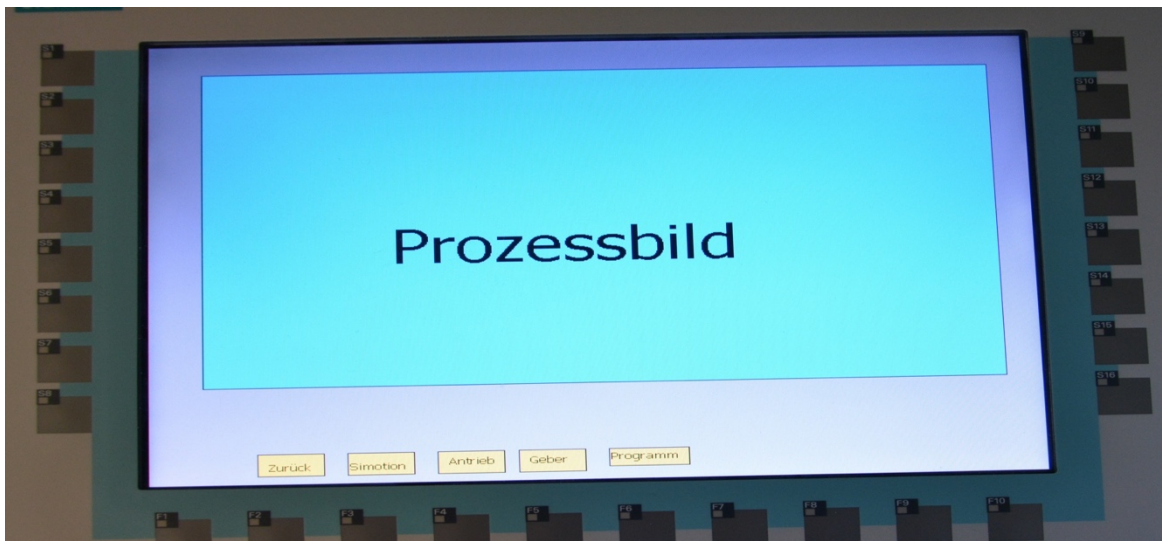 S1
S9
S2
S10
S3
S11
S4
S12
S5
S13
S6
S14
S7
S15
S8
S16
Prozessbild
Zurück
Simotion
Antrieb
Geber
Programm
F1
F2
F3
F4
F5
F6
F7
F8
F9
F10